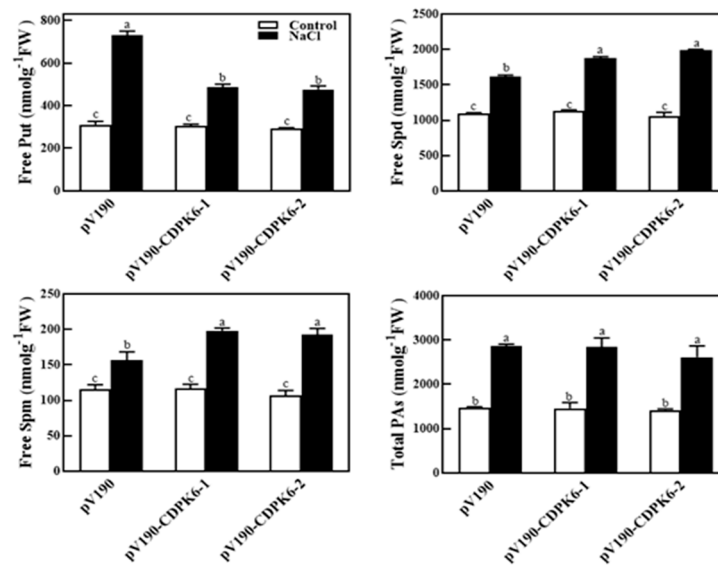 Free Put (nmolg⁻¹FW)
800
600
400
200
0
Control
NaCl
c
a
c
b
c
b
pV190
pV190-CDPK6-1
pV190-CDPK6-2
Free Spd (nmolg⁻¹FW)
2500
2000
1500
1000
500
0
c
b
c
a
c
a
pV190
pV190-CDPK6-1
pV190-CDPK6-2
Free Spm (nmolg⁻¹FW)
250
200
150
100
50
0
c
b
c
a
c
a
pV190
pV190-CDPK6-1
pV190-CDPK6-2
Total PAs (nmolg⁻¹FW)
4000
3000
2000
1000
0
b
a
b
a
b
a
pV190
pV190-CDPK6-1
pV190-CDPK6-2